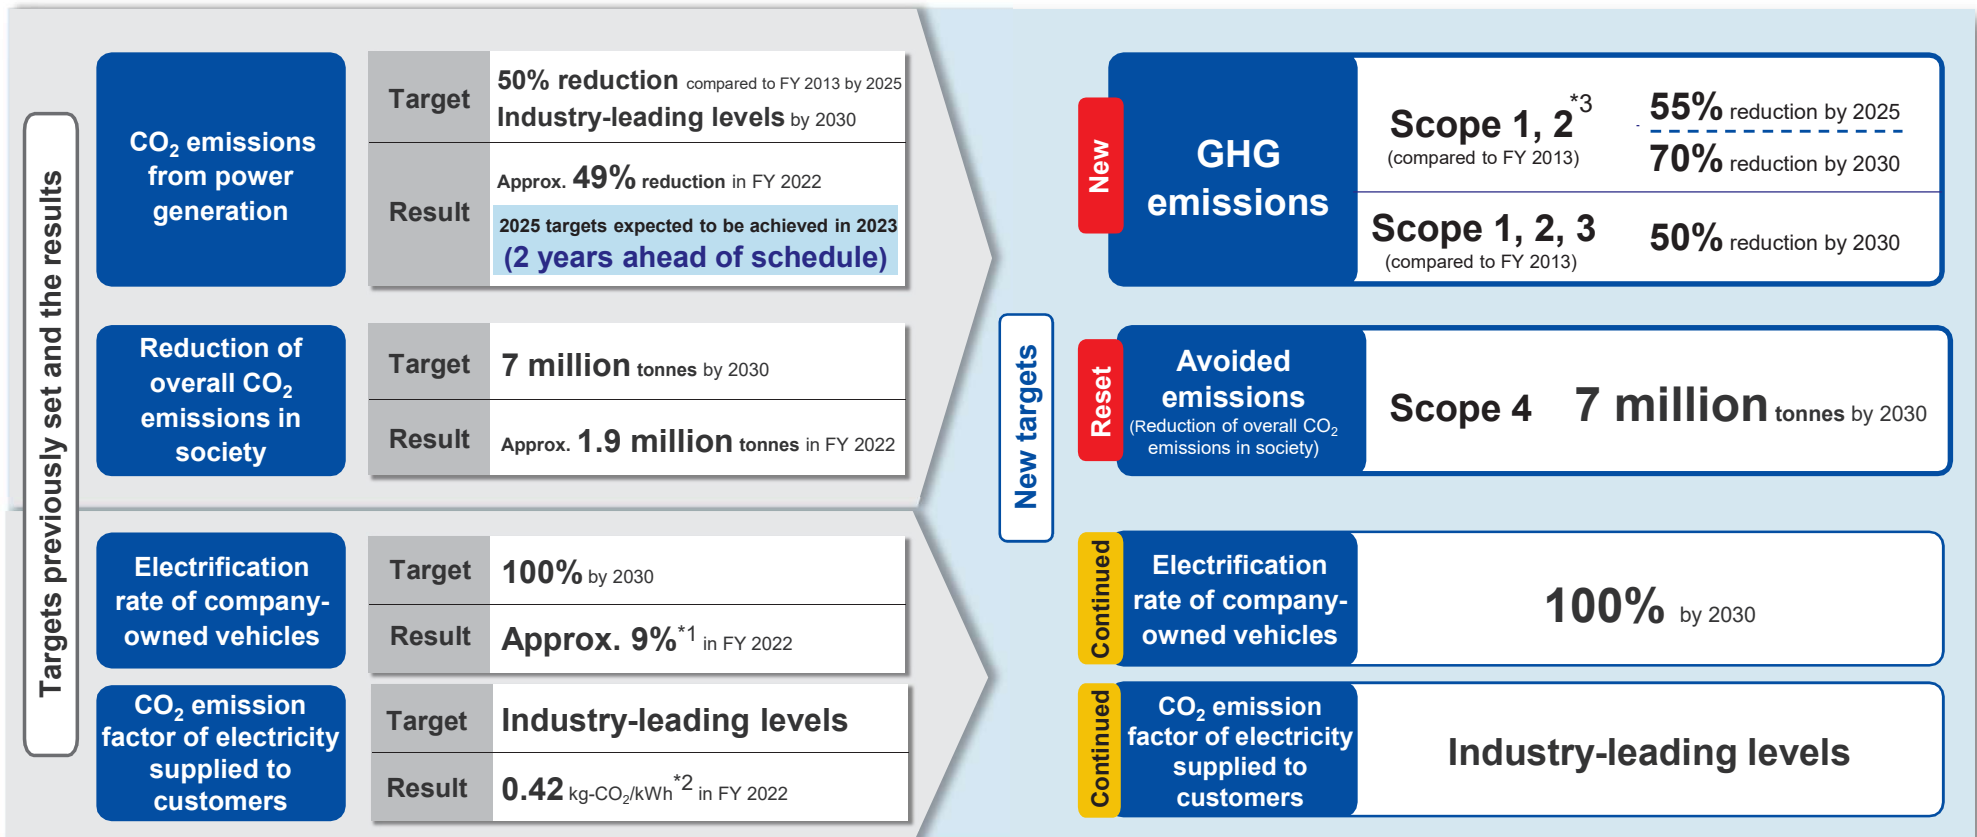 Targets previously set and the results
CO₂ emissions
from power
generation
Target
50% reduction compared to FY 2013 by 2025
Industry-leading levels by 2030
Result
Approx. 49% reduction in FY 2022
2025 targets expected to be achieved in 2023
(2 years ahead of schedule)
Reduction of
overall CO₂
emissions in
society
Target
7 million tonnes by 2030
Result
Approx. 1.9 million tonnes in FY 2022
Electrification
rate of company-
owned vehicles
Target
100% by 2030
Result
Approx. 9%*1 in FY 2022
CO₂ emission
factor of electricity
supplied to
customers
Target
Industry-leading levels
Result
0.42 kg-CO₂/kWh*2 in FY 2022
New targets
New
GHG
emissions
Scope 1, 2*3
(compared to FY 2013)
55% reduction by 2025
70% reduction by 2030
Scope 1, 2, 3
(compared to FY 2013)
50% reduction by 2030
Reset
Avoided
emissions
(Reduction of overall CO₂
emissions in society)
Scope 4 7 million tonnes by 2030
Continued
Electrification
rate of company-
owned vehicles
100% by 2030
Continued
CO₂ emission
factor of electricity
supplied to
customers
Industry-leading levels